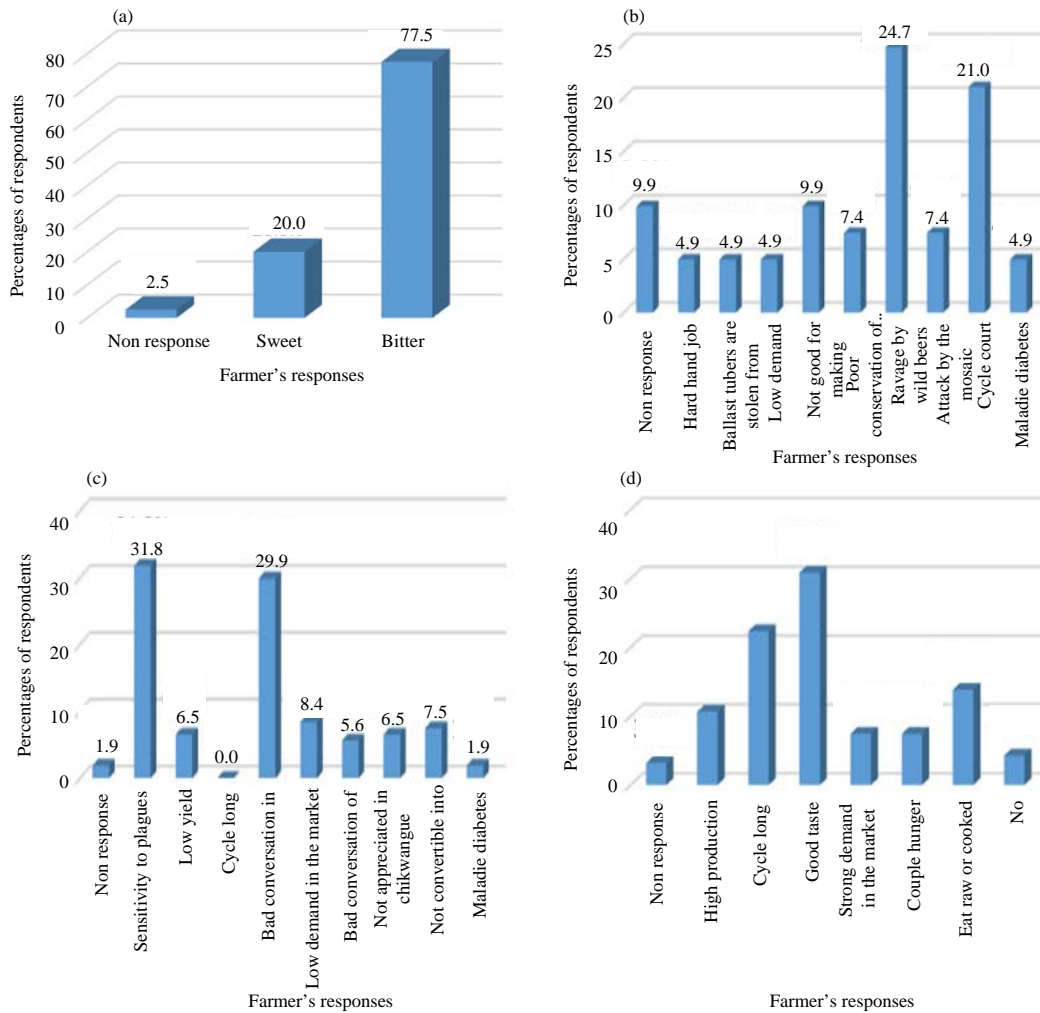 (a)
Percentages of respondents
80
70
60
50
40
30
20
10
0
2.5
20.0
77.5
Non response
Sweet
Bitter
Farmer's responses
(b)
Percentages of respondents
25
20
15
10
5
0
9.9
4.9
4.9
4.9
9.9
7.4
24.7
7.4
21.0
4.9
Non response
Hard hand job
Ballast tubers are
stolen from
Low demand
Not good for
making
Poor
conservation of..
Ravage by
wild beers
Attack by the
mosaic
Cycle court
Maladie diabetes
Farmer's responses
(c)
Percentages of respondents
40
30
20
10
0
1.9
31.8
6.5
0.0
29.9
8.4
5.6
6.5
7.5
1.9
Non response
Sensitivity to plagues
Low yield
Cycle long
Bad conversation in
Low demand in the market
Bad conversation of
Not appreciated in
chikwangue
Not convertible into
Maladie diabetes
Farmer's responses
(d)
Percentages of respondents
40
30
20
10
0
Non response
High production
Cycle long
Good taste
Strong demand
in the market
Couple hunger
Eat raw or cooked
No
Farmer's responses